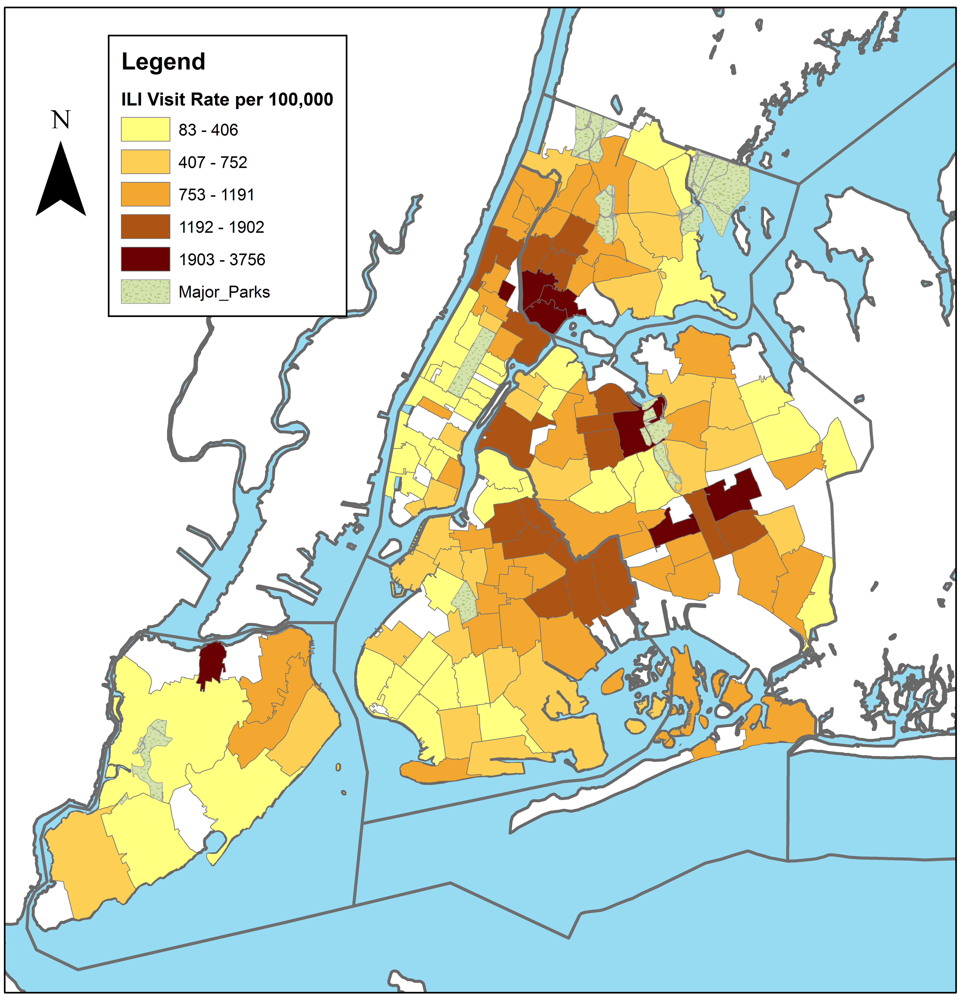 Legend
ILI Visit Rate per 100,000
83 - 406
407 - 752
753 - 1191
1192 - 1902
1903 - 3756
Major_Parks
N